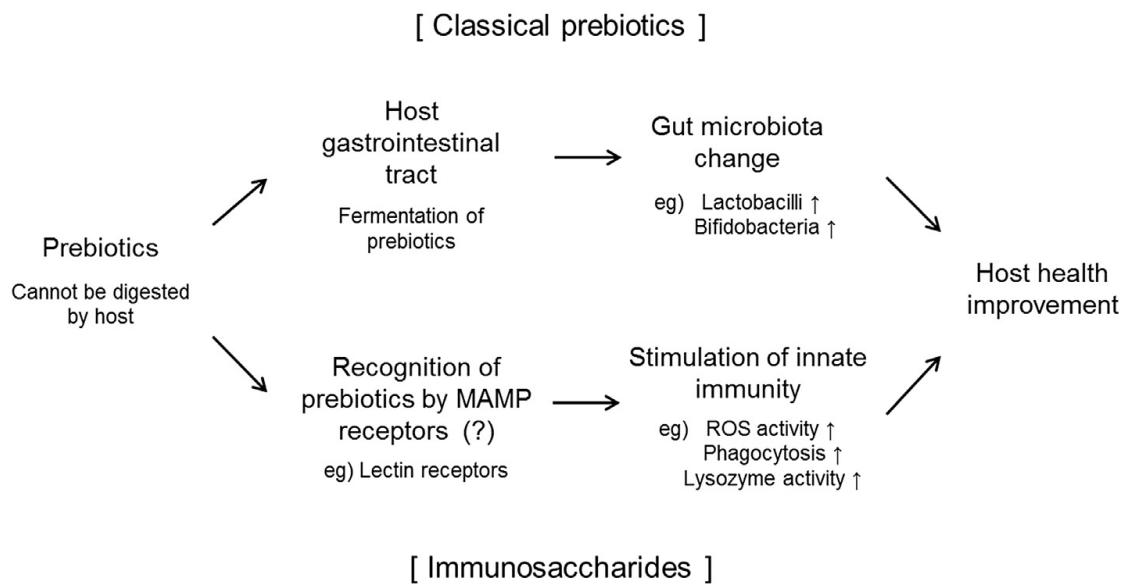 [ Classical prebiotics ]
Host
gastrointestinal
tract
Fermentation of
prebiotics
Gut microbiota
change
eg) Lactobacilli ↑
Bifidobacteria ↑
Prebiotics
Cannot be digested
by host
Host health
improvement
Recognition of
prebiotics by MAMP
receptors (?)
eg) Lectin receptors
Stimulation of innate
immunity
eg) ROS activity ↑
Phagocytosis ↑
Lysozyme activity ↑
[ Immunosaccharides ]